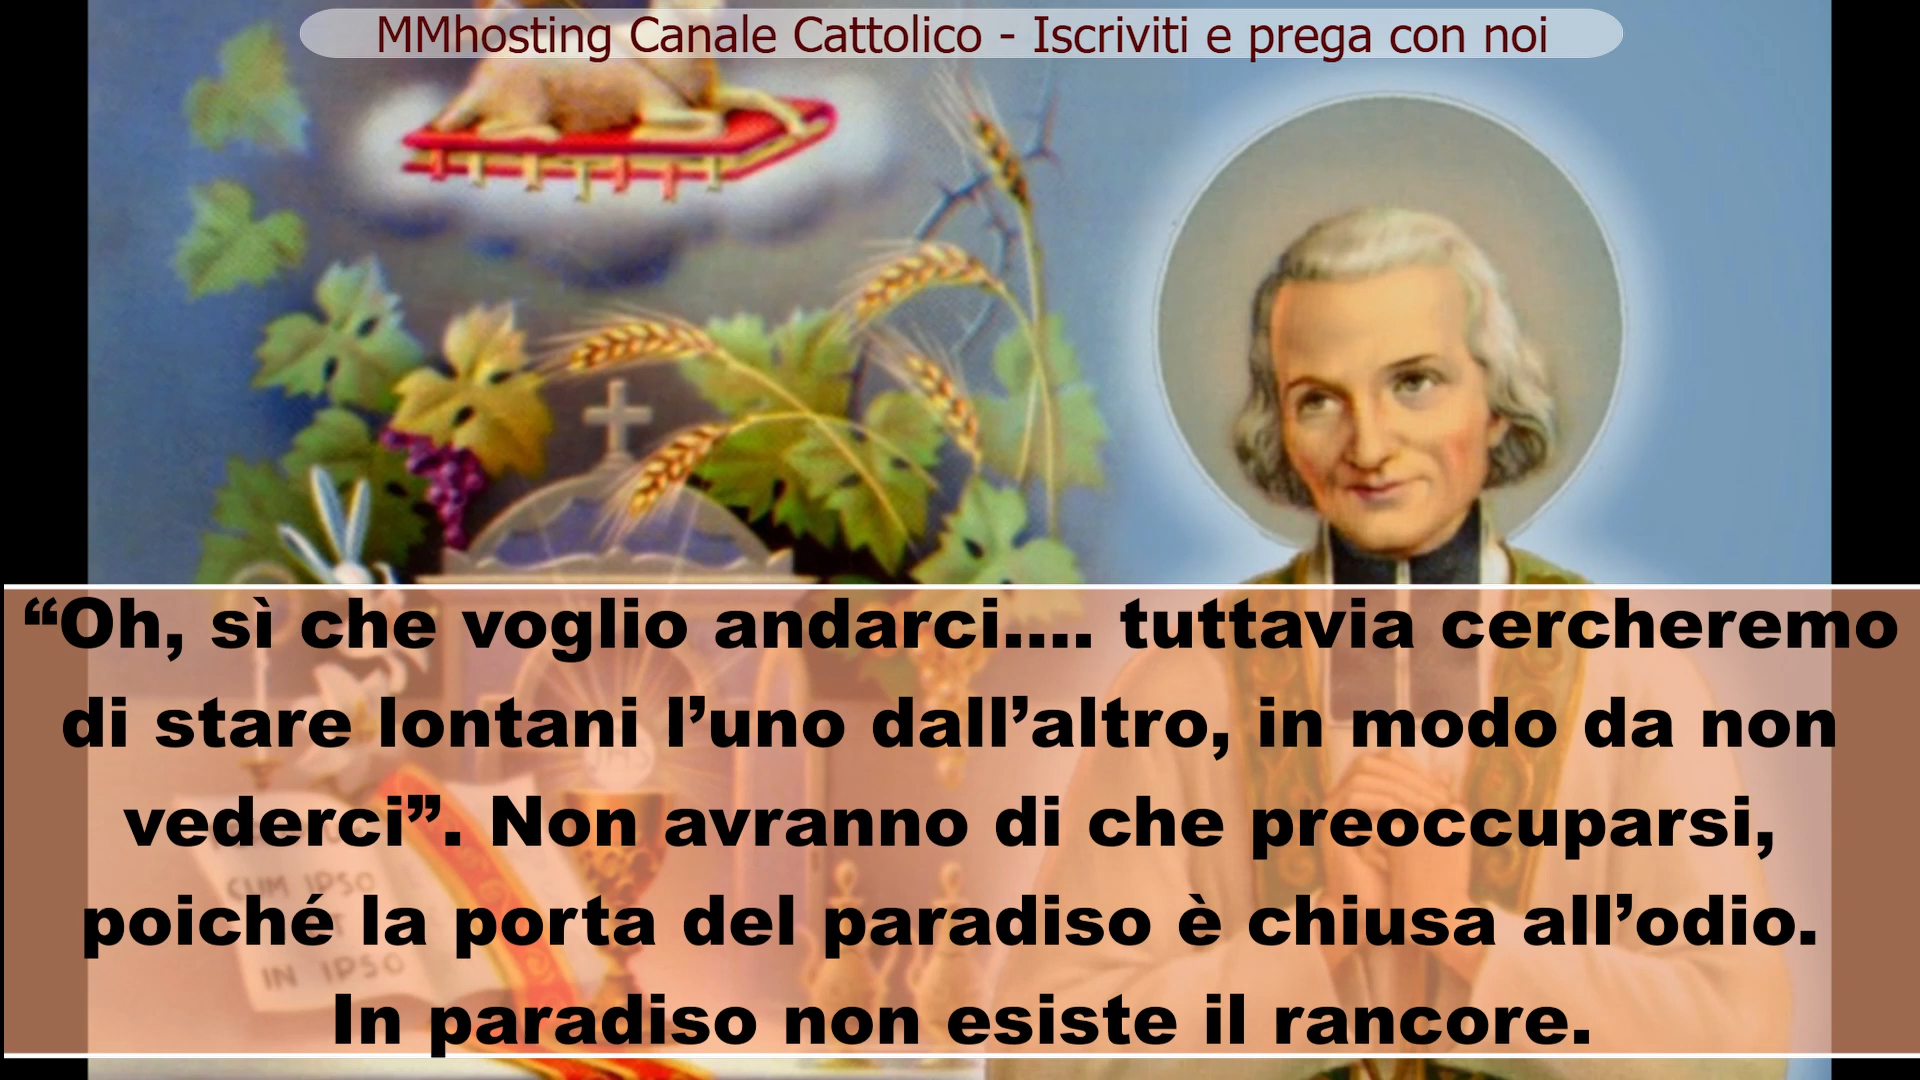 MMhosting Canale Cattolico - Iscriviti e prega con noi
“Oh, sì che voglio andarci.... tuttavia cercheremo
di stare lontani l’uno dall’altro, in modo da non
vederci”. Non avranno di che preoccuparsi,
poiché la porta del paradiso è chiusa all’odio.
In paradiso non esiste il rancore.
IHS
CUM IPSO
ET
IN IPSO